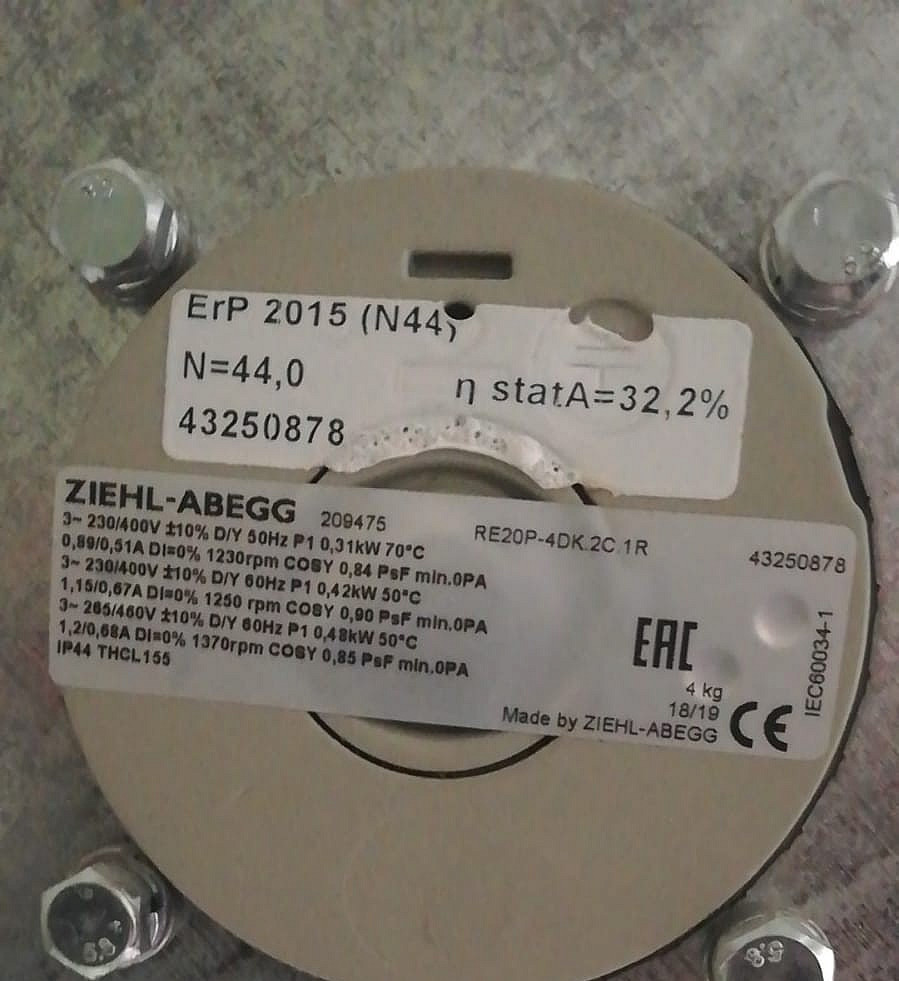 ErP 2015 (N44)
N=44,0
η statA=32,2%
43250878
ZIEHL-ABEGG 209475 RE20P-4DK.2C.1R 43250878
3~ 230/400V ±10% D/Y 50Hz P1 0,31kW 70°C
0,89/0,51A DI=0% 1230rpm COSY 0,84 PsF min.0PA
3~ 230/400V ±10% D/Y 60Hz P1 0,42kW 50°C
1,15/0,67A DI=0% 1250 rpm COSY 0,90 PsF min.0PA
3~ 265/460V ±10% D/Y 60Hz P1 0,48kW 50°C
1,2/0,68A DI=0% 1370rpm COSY 0,85 PsF min.0PA
IP44 THCL155
EAC
4 kg
18/19
Made by ZIEHL-ABEGG
CE
IEC60034-1
5.8
5.8